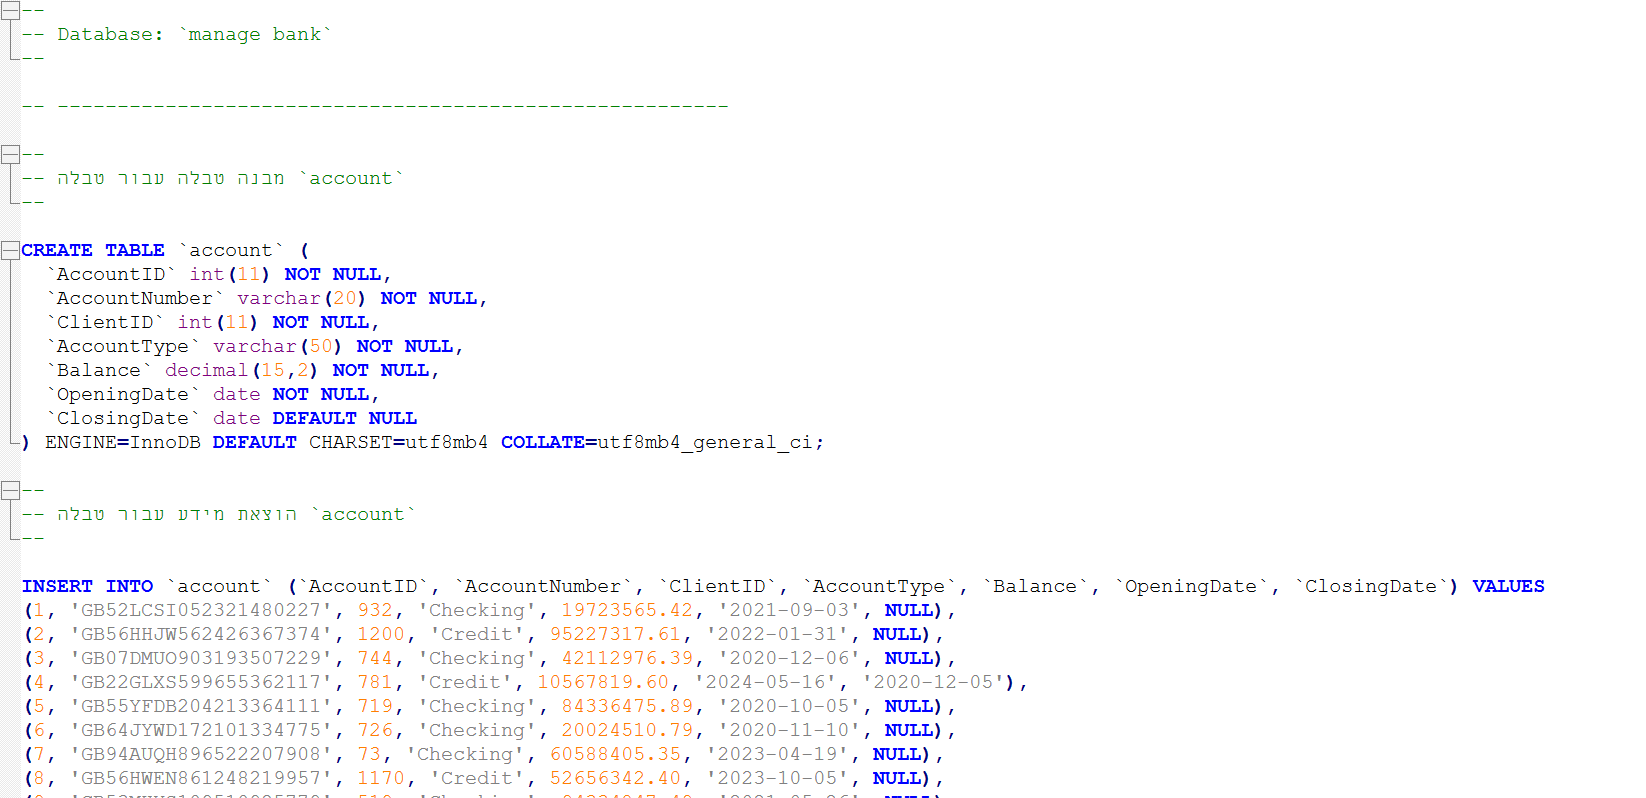 --
-- Database: `manage bank`
--
-- --------------------------------------------------------
--
-- מבנה טבלה עבור טבלה `account`
--
CREATE TABLE `account` (
`AccountID` int(11) NOT NULL,
`AccountNumber` varchar(20) NOT NULL,
`ClientID` int(11) NOT NULL,
`AccountType` varchar(50) NOT NULL,
`Balance` decimal(15,2) NOT NULL,
`OpeningDate` date NOT NULL,
`ClosingDate` date DEFAULT NULL
) ENGINE=InnoDB DEFAULT CHARSET=utf8mb4 COLLATE=utf8mb4_general_ci;
--
-- הוצאת מידע עבור טבלה `account`
--
INSERT INTO `account` (`AccountID`, `AccountNumber`, `ClientID`, `AccountType`, `Balance`, `OpeningDate`, `ClosingDate`) VALUES
(1, 'GB52LCSI052321480227', 932, 'Checking', 19723565.42, '2021-09-03', NULL),
(2, 'GB56HHJW562426367374', 1200, 'Credit', 95227317.61, '2022-01-31', NULL),
(3, 'GB07DMUO903193507229', 744, 'Checking', 42112976.39, '2020-12-06', NULL),
(4, 'GB22GLXS599655362117', 781, 'Credit', 10567819.60, '2024-05-16', '2020-12-05'),
(5, 'GB55YFDB204213364111', 719, 'Checking', 84336475.89, '2020-10-05', NULL),
(6, 'GB64JYWD172101334775', 726, 'Checking', 20024510.79, '2020-11-10', NULL),
(7, 'GB94AUQH896522207908', 73, 'Checking', 60588405.35, '2023-04-19', NULL),
(8, 'GB56HWEN861248219957', 1170, 'Credit', 52656342.40, '2023-10-05', NULL),